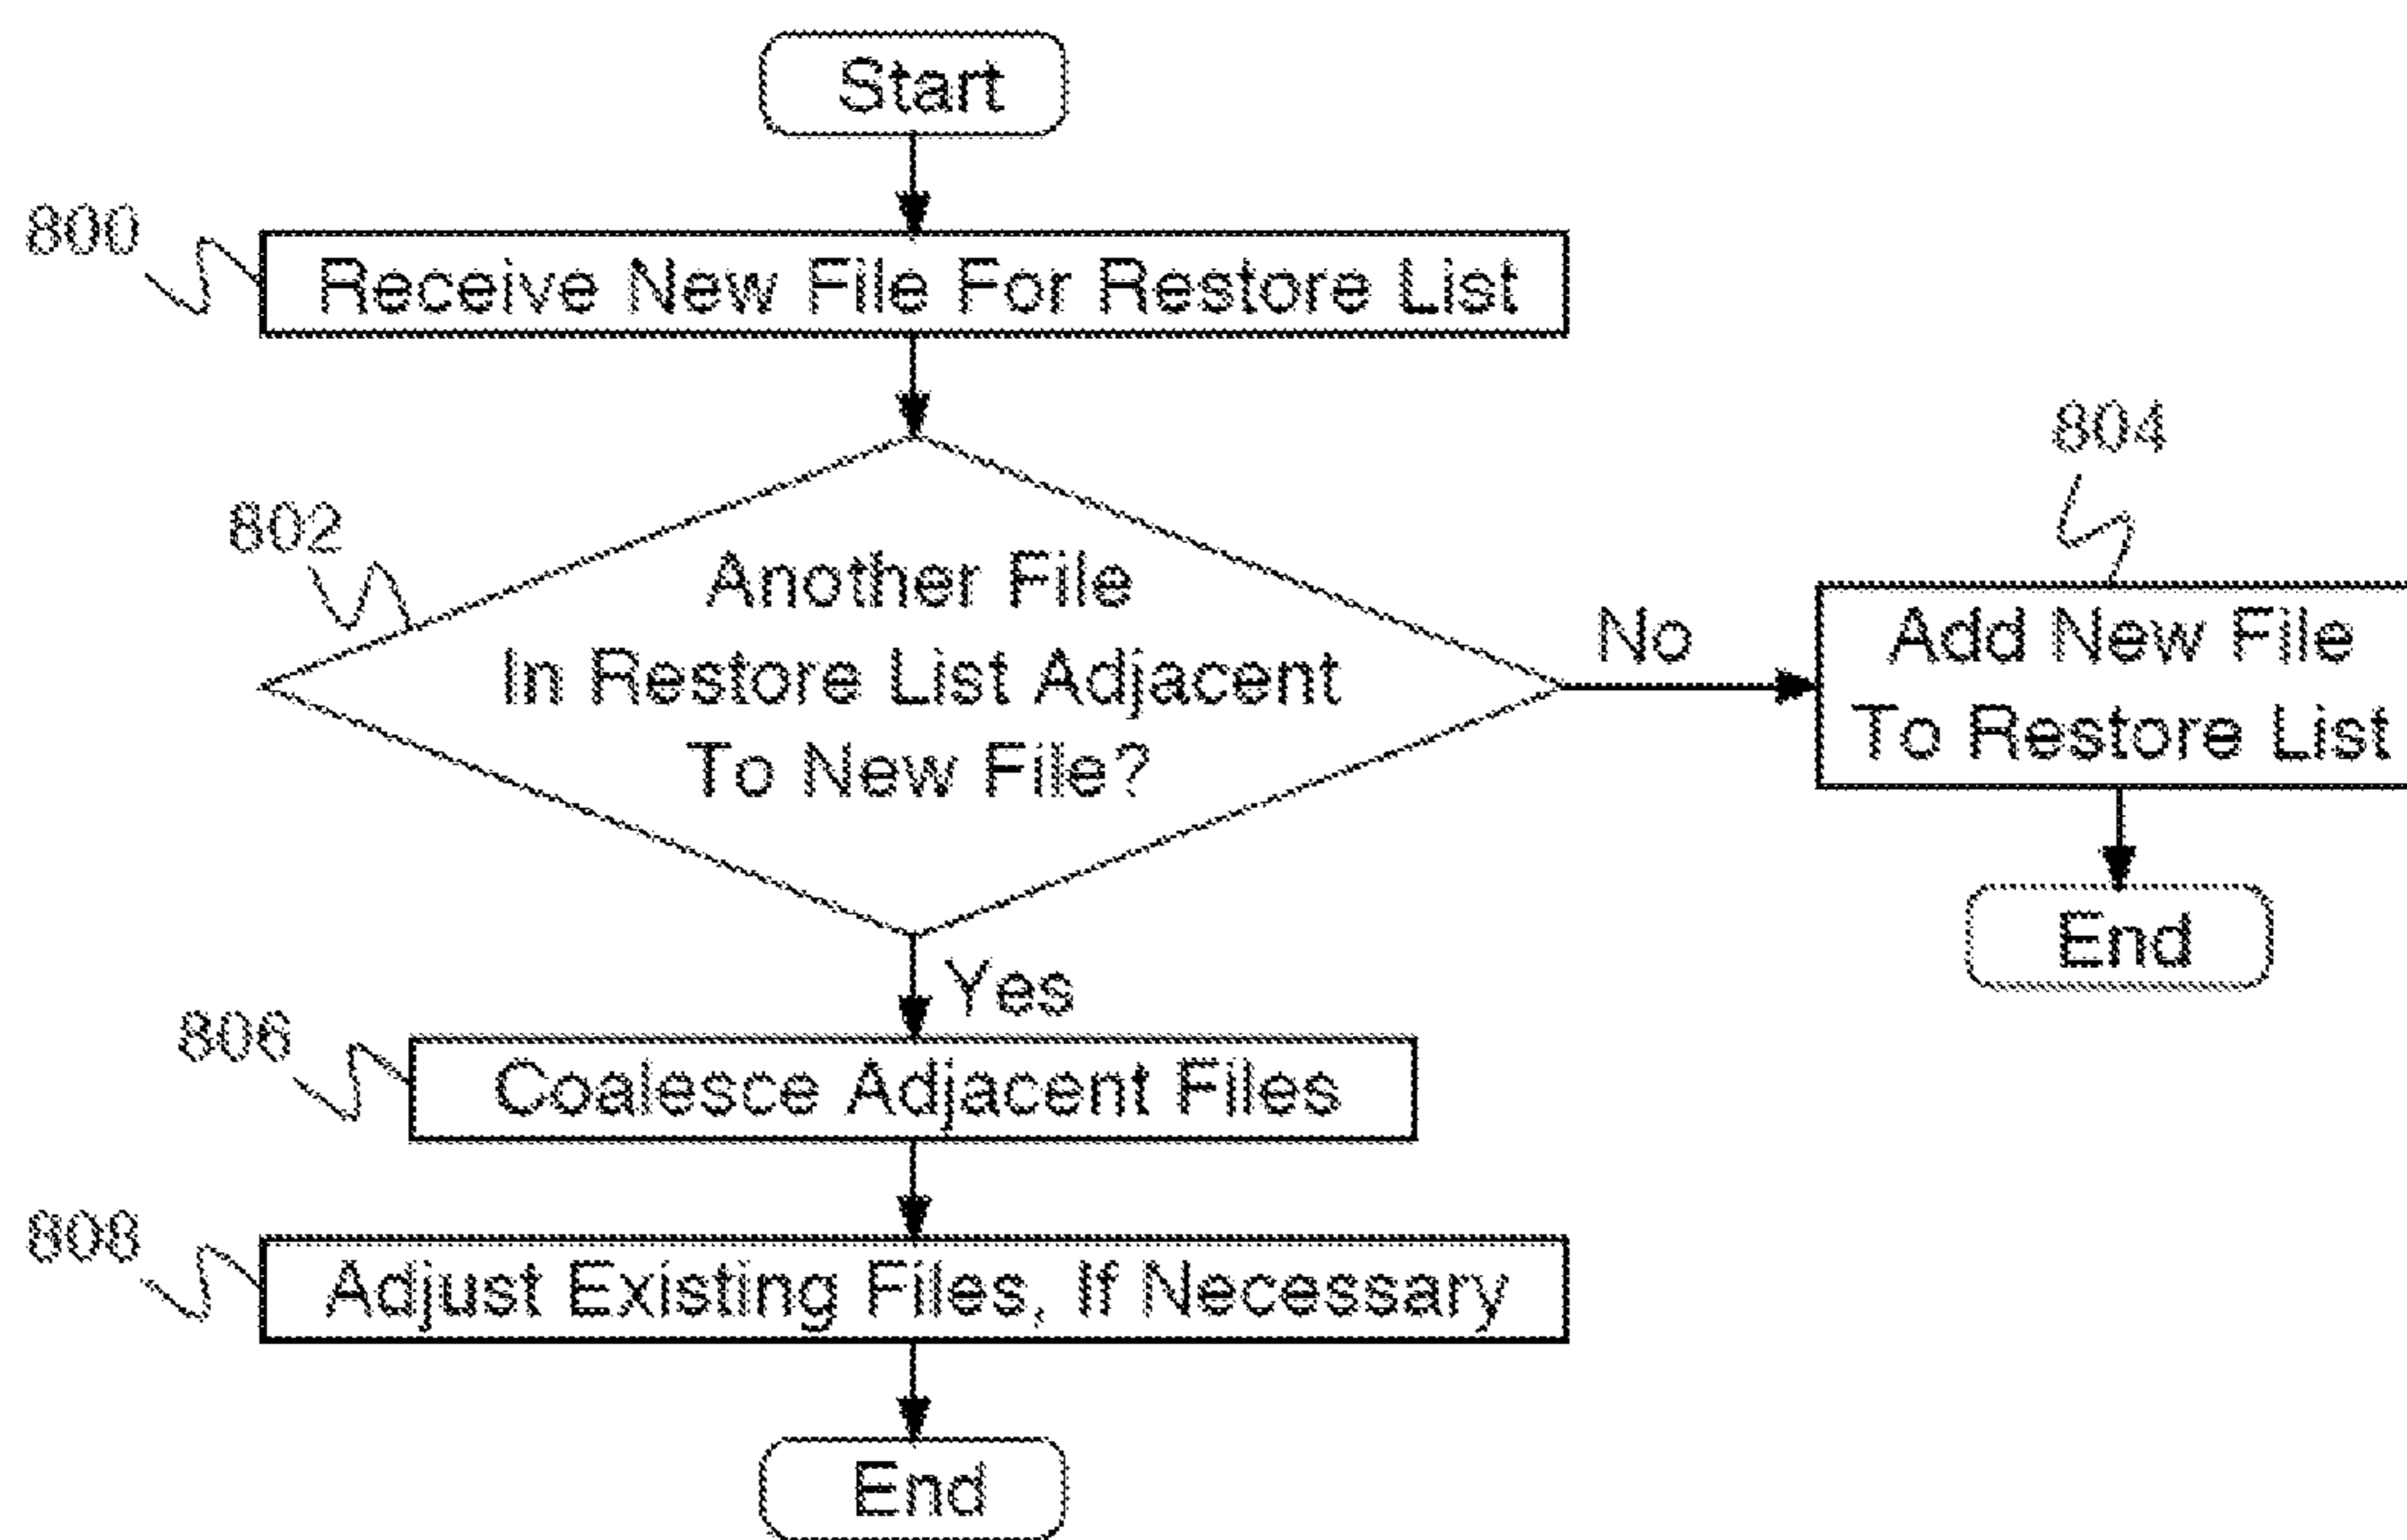 Start
800
Receive New File For Restore List
802
Another File
In Restore List Adjacent
To New File?
No
804
Add New File
To Restore List
End
Yes
806
Coalesce Adjacent Files
808
Adjust Existing Files, If Necessary
End